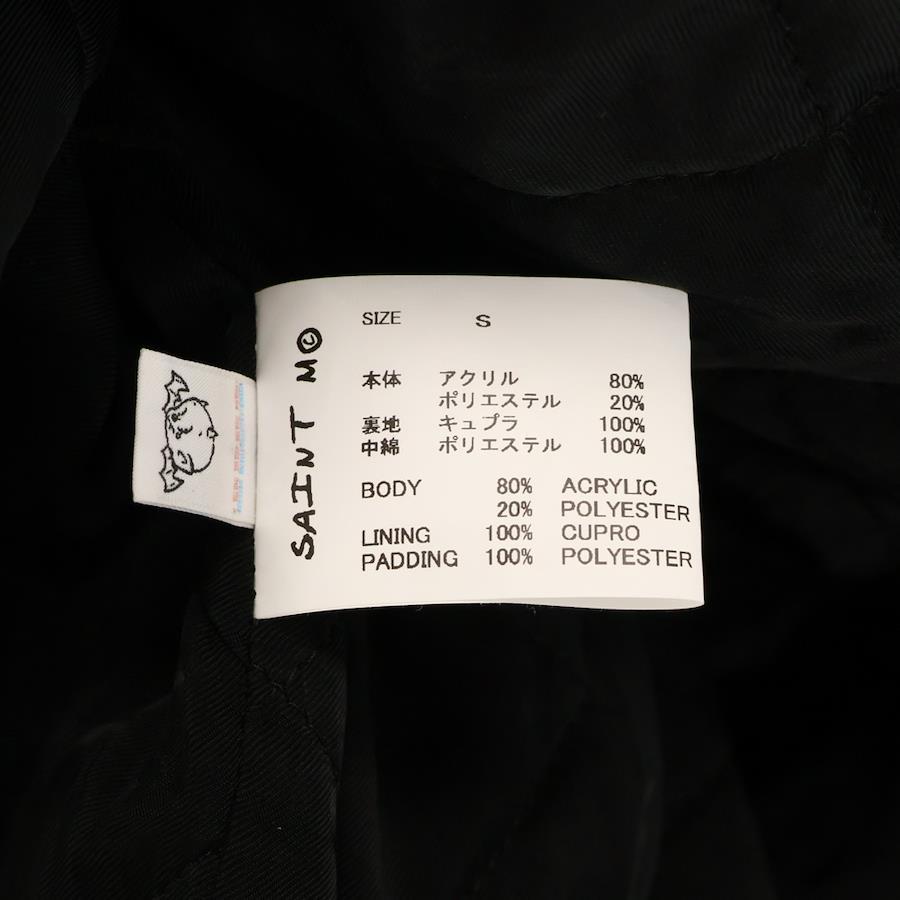 SAINT M©
SIZE S
本体 アクリル 80%
ポリエステル 20%
裏地 キュプラ 100%
中綿 ポリエステル 100%
BODY 80% ACRYLIC
20% POLYESTER
LINING 100% CUPRO
PADDING 100% POLYESTER